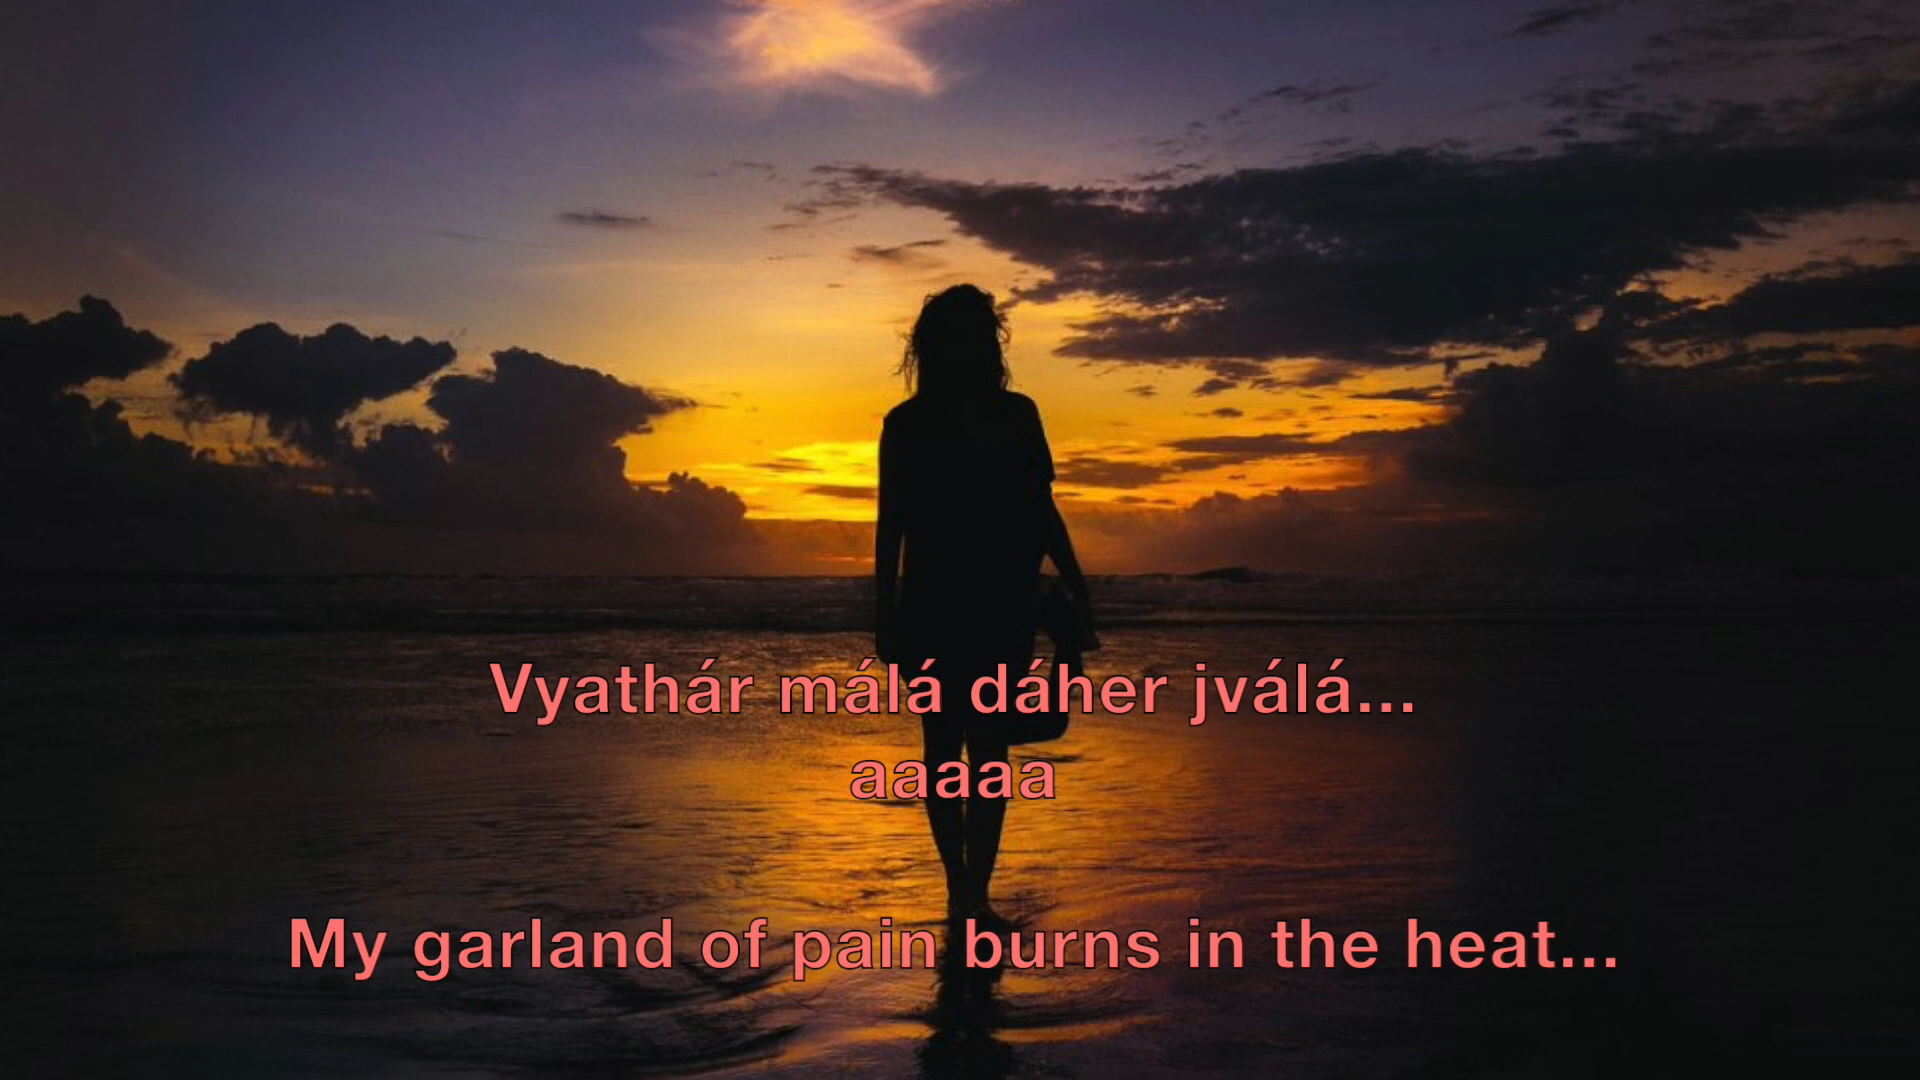 Vyathár málá dáher jválá...
aaaaa
My garland of pain burns in the heat...